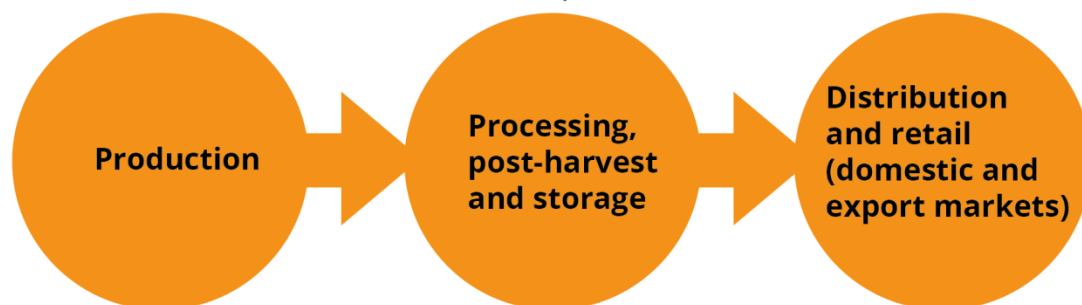 Production
Processing,
post-harvest
and storage
Distribution
and retail
(domestic and
export markets)